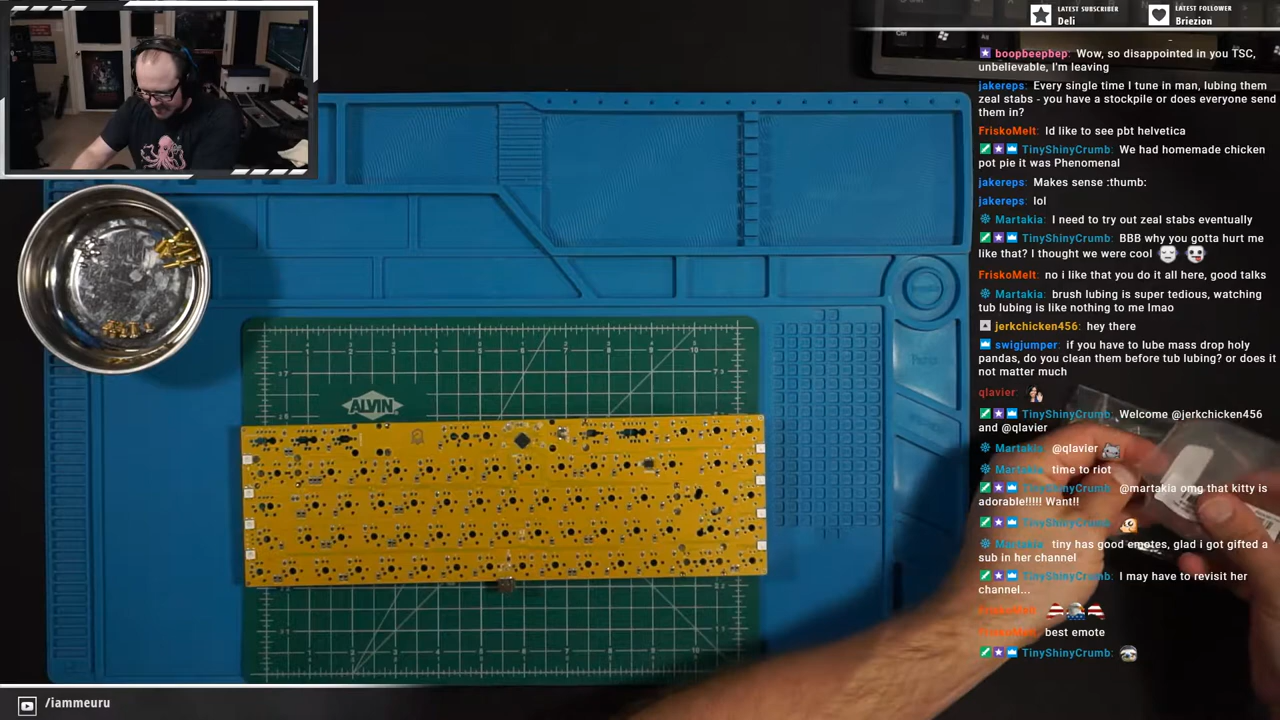 LATEST SUBSCRIBER
Deli
LATEST FOLLOWER
Briezion
boopbeepbep: Wow, so disappointed in you TSC,
unbelievable, I'm leaving
jakereps: Every single time I tune in man, lubing them
zeal stabs - you have a stockpile or does everyone send
them in?
FriskoMelt: Id like to see pbt helvetica
TinyShinyCrumb: We had homemade chicken
pot pie it was Phenomenal
jakereps: Makes sense :thumb:
jakereps: lol
Martakia: I need to try out zeal stabs eventually
TinyShinyCrumb: BBB why you gotta hurt me
like that? I thought we were cool
FriskoMelt: no i like that you do it all here, good talks
Martakia: brush lubing is super tedious, watching
tub lubing is like nothing to me lmao
jerkchicken456: hey there
swigjumper: if you have to lube mass drop holy
pandas, do you clean them before tub lubing? or does it
not matter much
qlavier:
TinyShinyCrumb: Welcome @jerkchicken456
and @qlavier
Martakia: @qlavier
Martakia: time to riot
TinyShinyCrumb: @martakia omg that kitty is
adorable!!!!! Want!!
TinyShinyCrumb:
Martakia: tiny has good emotes, glad i got gifted a
sub in her channel
TinyShinyCrumb: I may have to revisit her
channel...
FriskoMelt:
FriskoMelt: best emote
TinyShinyCrumb:
ALVIN
/iammeuru